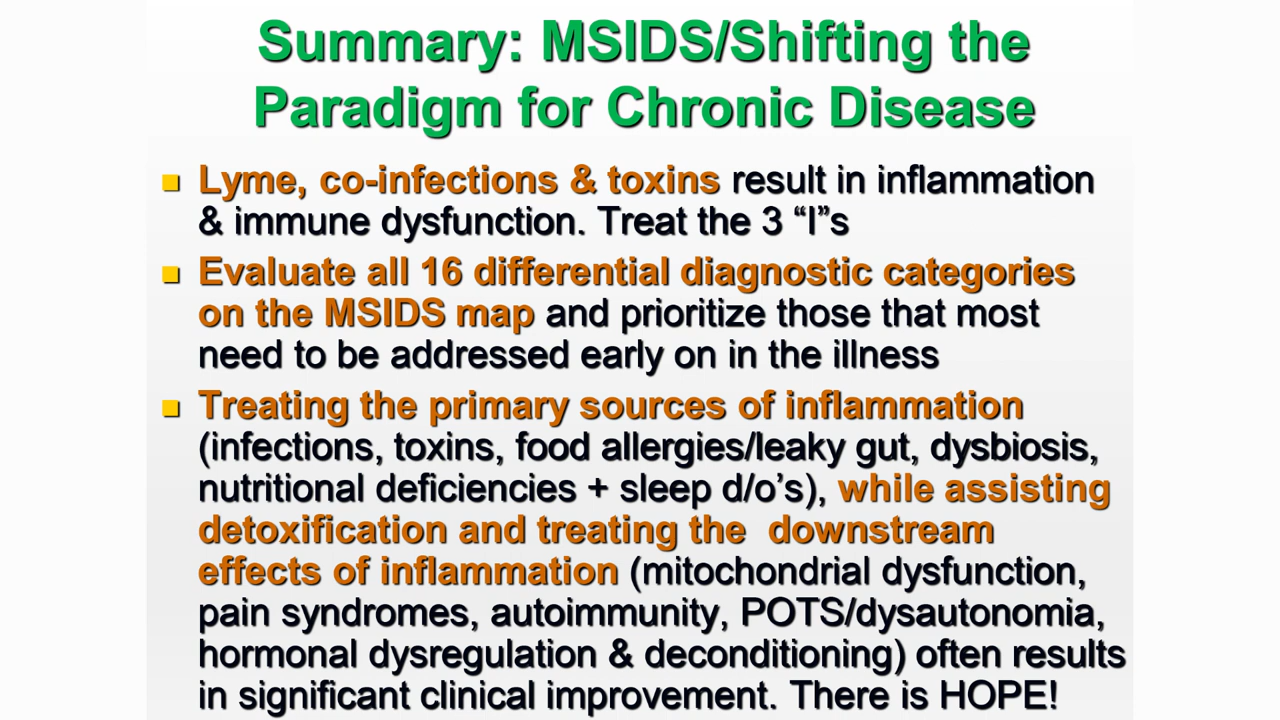 Summary: MSIDS/Shifting the
Paradigm for Chronic Disease
Lyme, co-infections & toxins result in inflammation
& immune dysfunction. Treat the 3 “I”s
Evaluate all 16 differential diagnostic categories
on the MSIDS map and prioritize those that most
need to be addressed early on in the illness
Treating the primary sources of inflammation
(infections, toxins, food allergies/leaky gut, dysbiosis,
nutritional deficiencies + sleep d/o’s), while assisting
detoxification and treating the  downstream
effects of inflammation (mitochondrial dysfunction,
pain syndromes, autoimmunity, POTS/dysautonomia,
hormonal dysregulation & deconditioning) often results
in significant clinical improvement. There is HOPE!